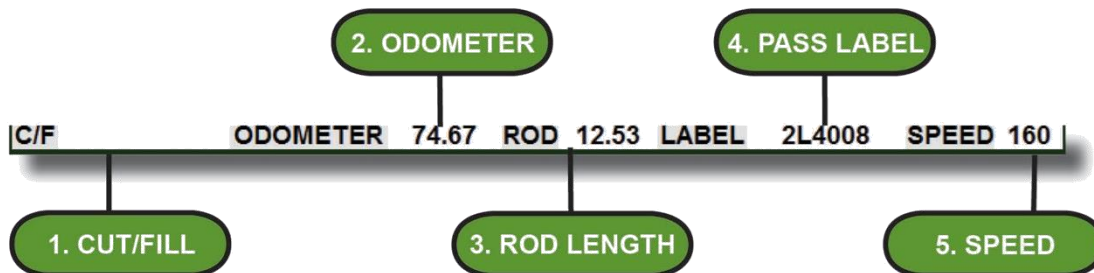 2. ODOMETER
4. PASS LABEL
C/F ODOMETER 74.67 ROD 12.53 LABEL 2L4008 SPEED 160
1. CUT/FILL
3. ROD LENGTH
5. SPEED